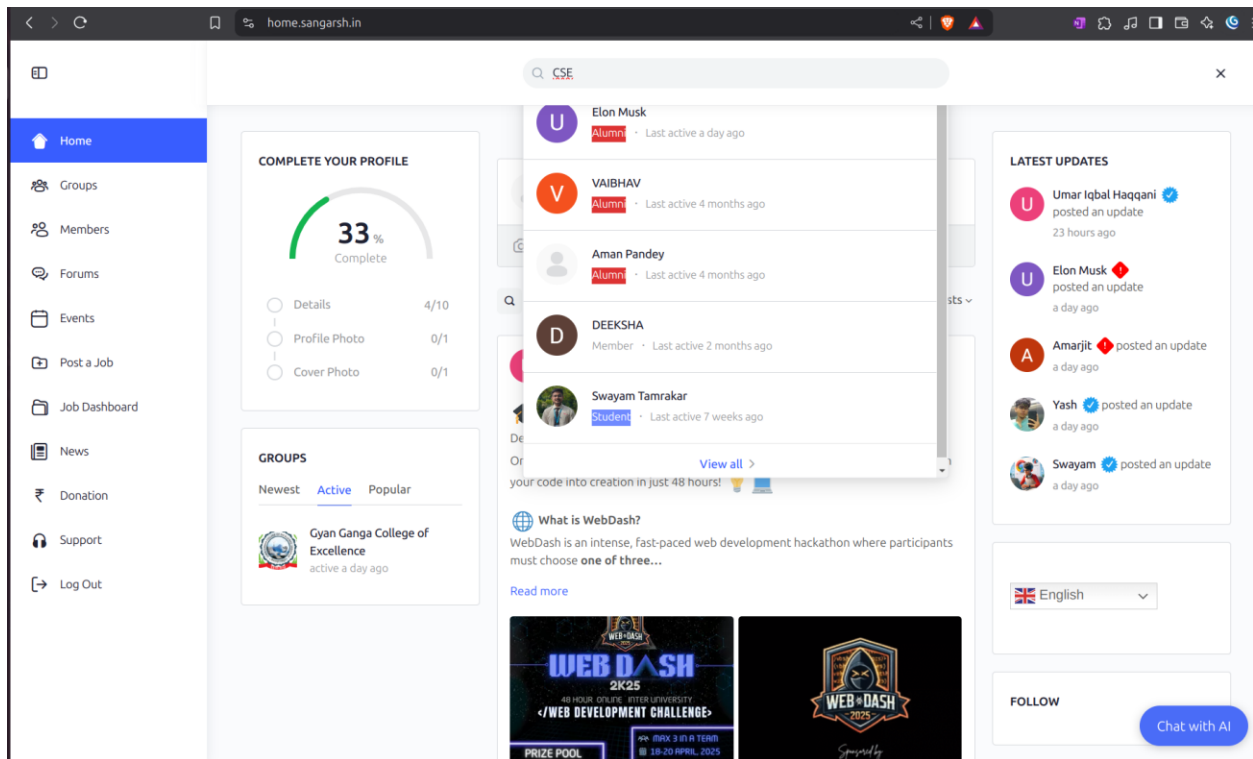 home.sangarsh.in
CSE
Home
Groups
Members
Forums
Events
Post a Job
Job Dashboard
News
Donation
Support
Log Out
COMPLETE YOUR PROFILE
33 %
Complete
Details 4/10
Profile Photo 0/1
Cover Photo 0/1
GROUPS
Newest Active Popular
Gyan Ganga College of
Excellence
active a day ago
U
Elon Musk
Alumni · Last active a day ago
V
VAIBHAV
Alumni · Last active 4 months ago
Aman Pandey
Alumni · Last active 4 months ago
D
DEEKSHA
Member · Last active 2 months ago
Swayam Tamrakar
Student · Last active 7 weeks ago
View all
your code into creation in just 48 hours!
What is WebDash?
WebDash is an intense, fast-paced web development hackathon where participants
must choose one of three...
Read more
WEB DASH
WEB DASH
2K25
48 HOUR ONLINE INTER UNIVERSITY
</WEB DEVELOPMENT CHALLENGE>
PRIZE POOL
MAX 3 IN A TEAM
18-20 APRIL, 2025
WEB DASH
2025
Sponsored by
LATEST UPDATES
U
Umar Iqbal Haqqani
posted an update
23 hours ago
U
Elon Musk
posted an update
a day ago
A
Amarjit posted an update
a day ago
Yash posted an update
a day ago
Swayam posted an update
a day ago
English
FOLLOW
Chat with AI